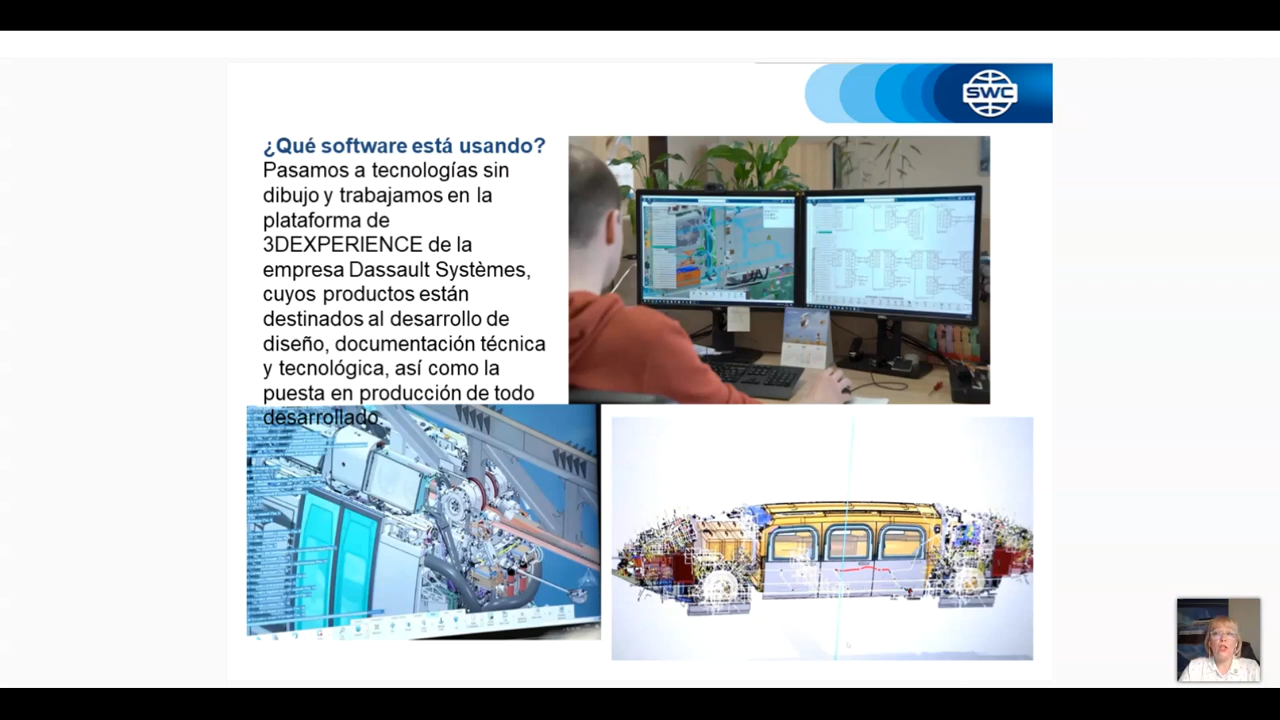 SWC
¿Qué software está usando?
Pasamos a tecnologías sin
dibujo y trabajamos en la
plataforma de
3DEXPERIENCE de la
empresa Dassault Systèmes,
cuyos productos están
destinados al desarrollo de
diseño, documentación técnica
y tecnológica, así como la
puesta en producción de todo
desarrollado.